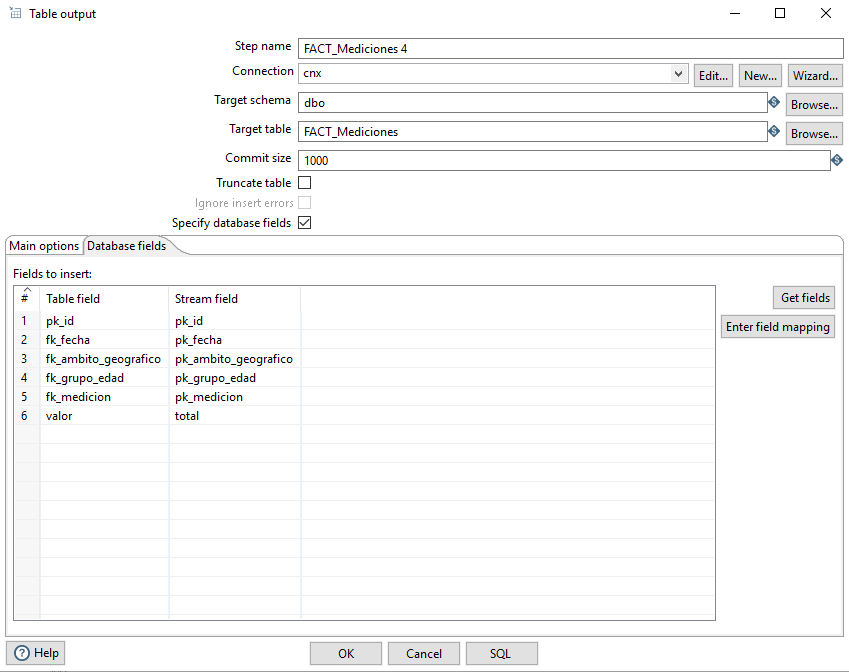 Table output
Step name FACT_Mediciones 4
Connection cnx Edit... New... Wizard...
Target schema dbo Browse...
Target table FACT_Mediciones Browse...
Commit size 1000
Truncate table
Ignore insert errors
Specify database fields
Main options Database fields
Fields to insert:
# Table field Stream field Get fields
1 pk_id pk_id
2 fk_fecha pk_fecha Enter field mapping
3 fk_ambito_geografico pk_ambito_geografico
4 fk_grupo_edad pk_grupo_edad
5 fk_medicion pk_medicion
6 valor total
? Help OK Cancel SQL